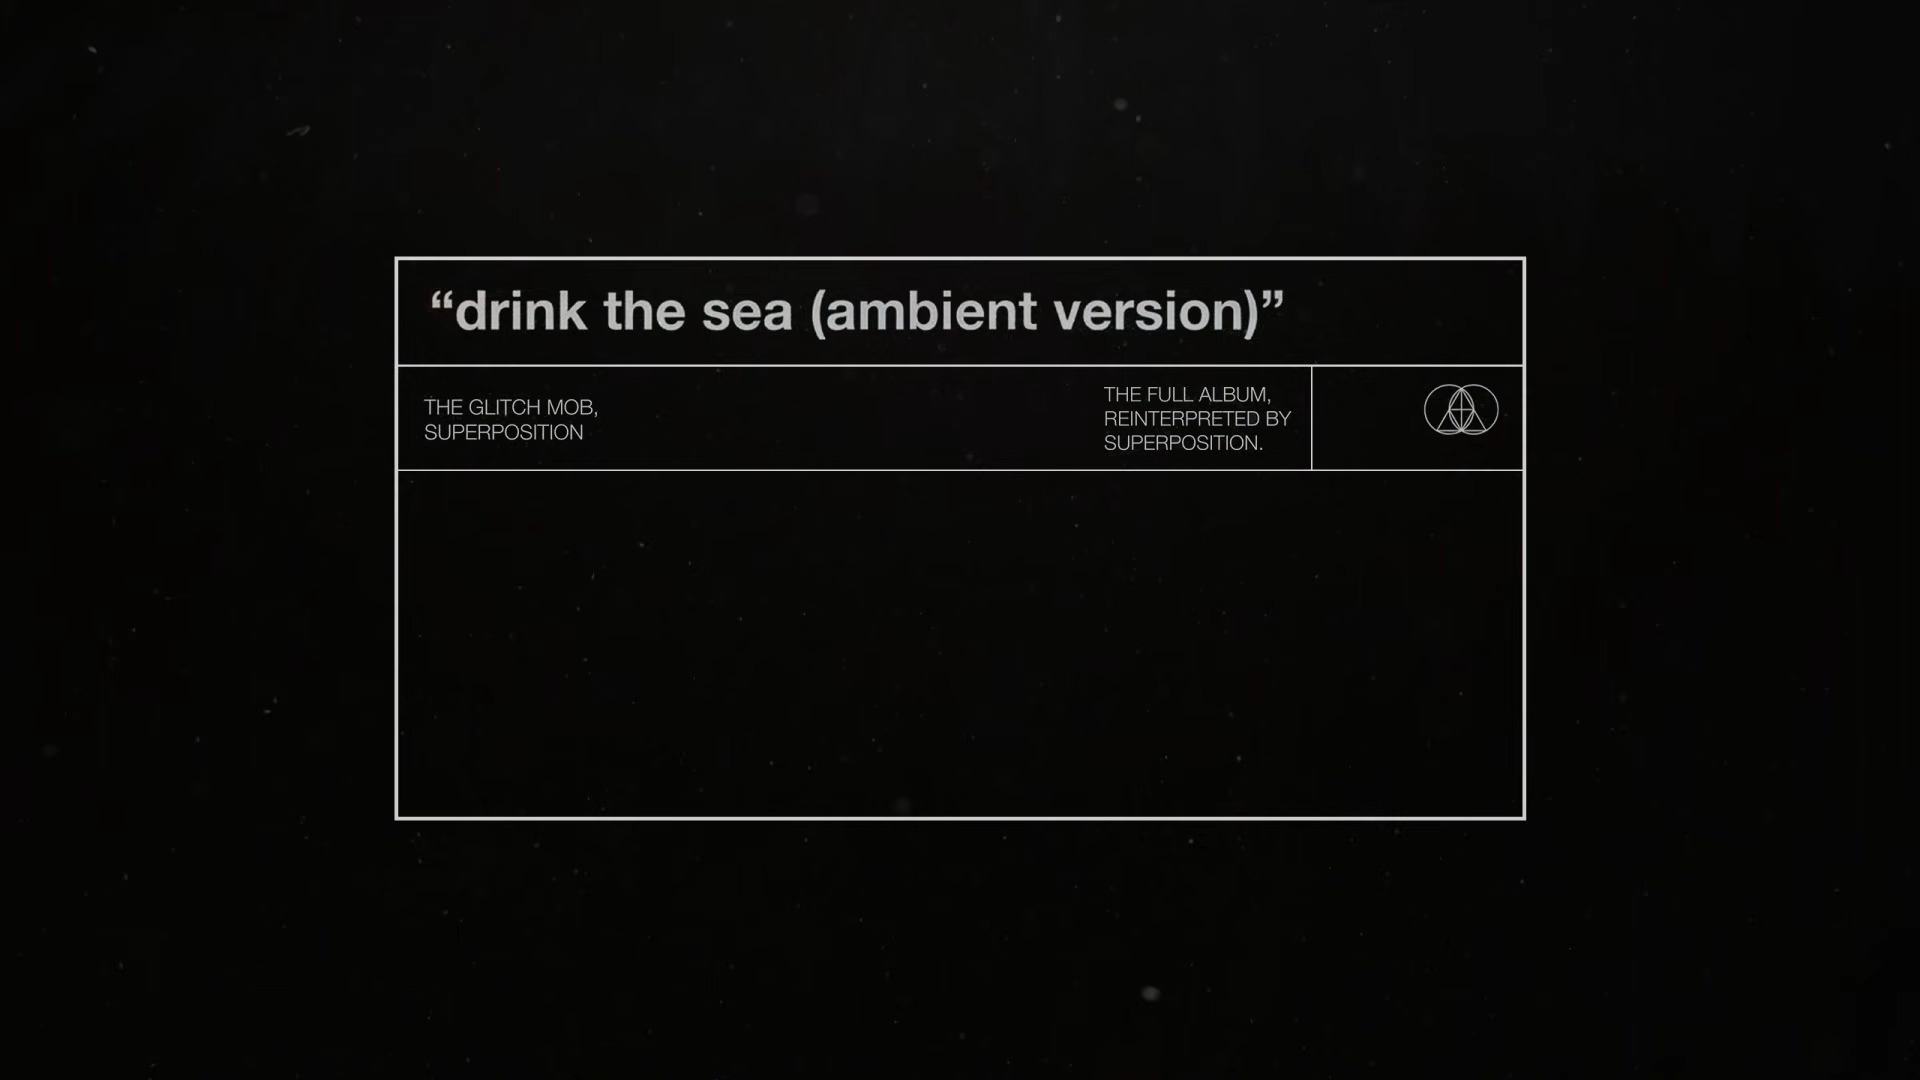 “drink the sea (ambient version)”
THE GLITCH MOB,
SUPERPOSITION
THE FULL ALBUM,
REINTERPRETED BY
SUPERPOSITION.